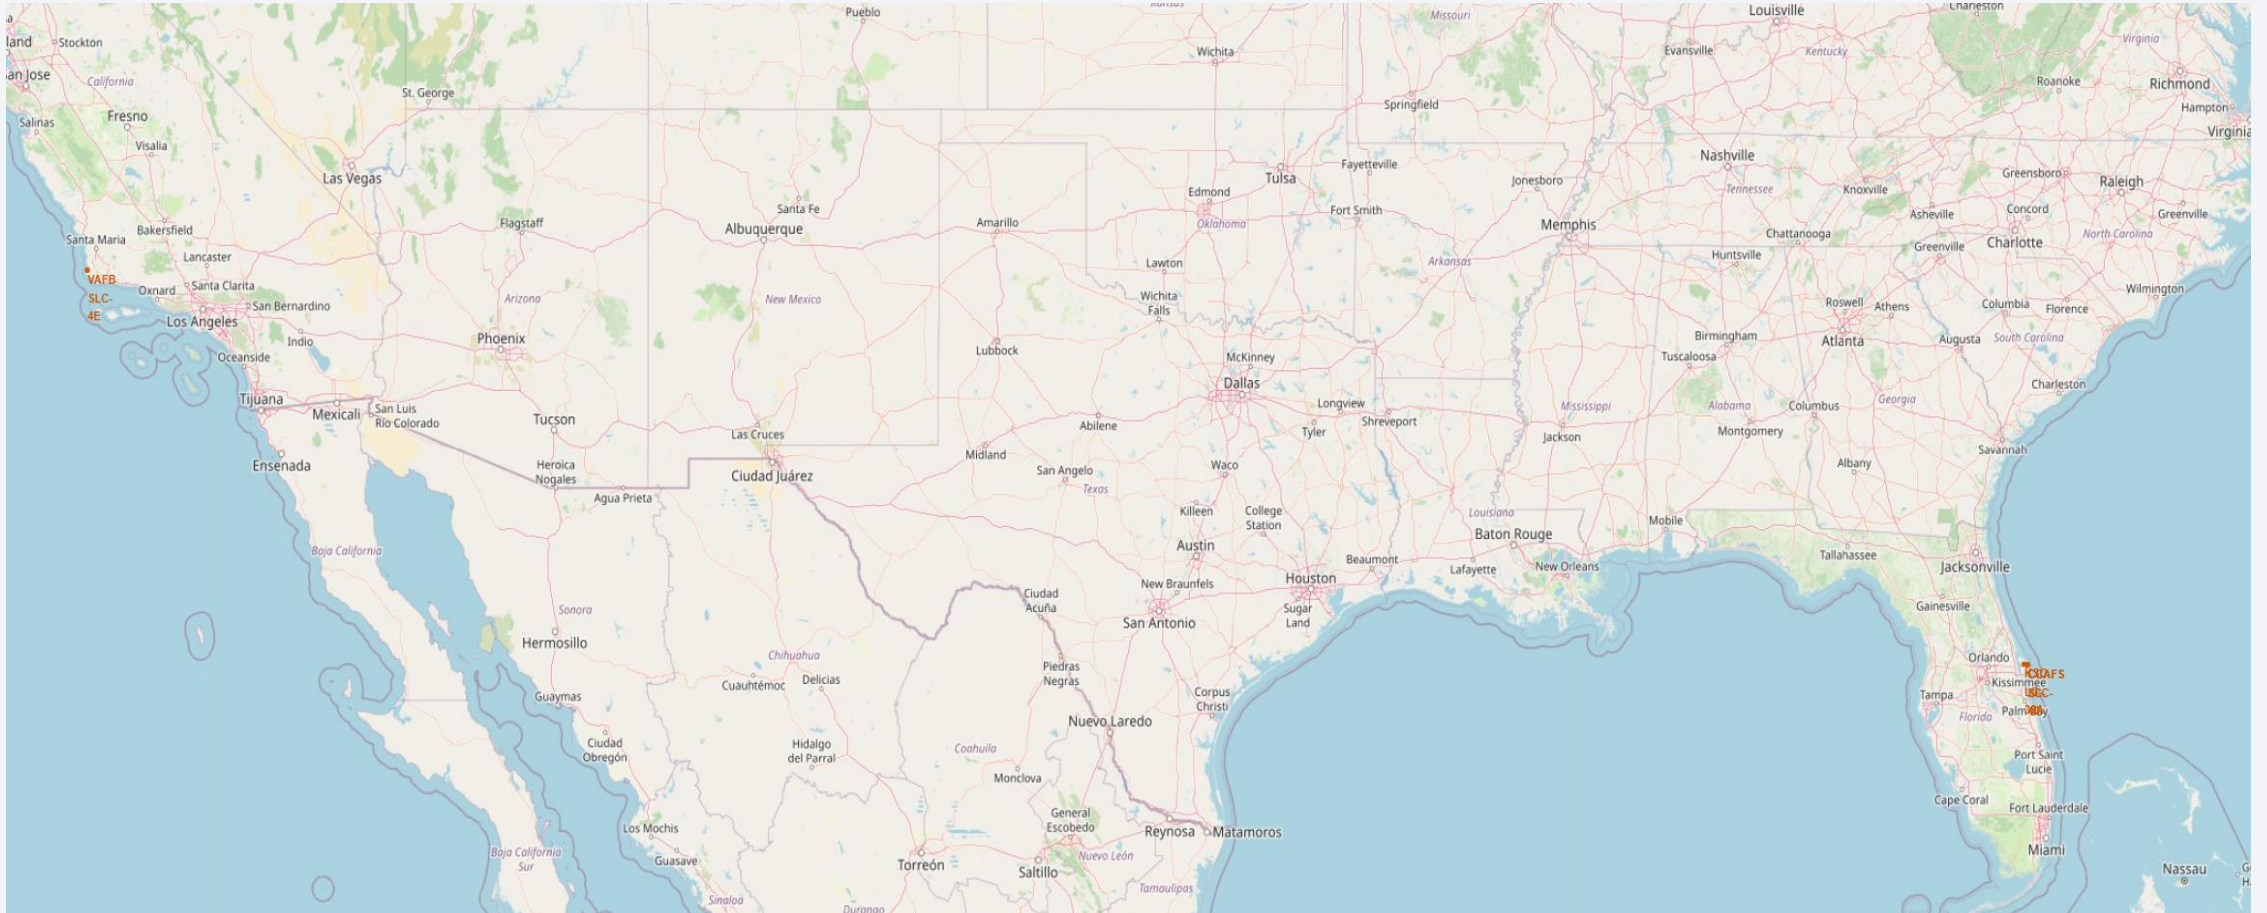 Pueblo
Kansas
Missouri
Louisville
Charleston
Stockton
Wichita
Evansville
Kentucky
Virginia
California
St. George
Springfield
Roanoke
Richmond
Fresno
Salinas
Hampton
Visalia
Las Vegas
Nashville
Virginia
Tulsa
Fayetteville
Jonesboro
Tennessee
Knoxville
Greensboro
Raleigh
Edmond
Santa Fe
Fort Smith
Oklahoma
Asheville
Concord
Greenville
Bakersfield
Flagstaff
Albuquerque
Amarillo
Memphis
Chattanooga
Charlotte
North Carolina
Santa Maria
Greenville
Lancaster
Lawton
Arkansas
Huntsville
VAFB
SLC-
4E
Oxnard
Santa Clarita
San Bernardino
Arizona
New Mexico
Wichita
Falls
Roswell
Athens
Columbia
Florence
Wilmington
Los Angeles
Indio
Phoenix
Lubbock
Birmingham
Atlanta
Augusta
South Carolina
Oceanside
McKinney
Tuscaloosa
Dallas
Charleston
Tijuana
Mexicali
San Luis
Río Colorado
Tucson
Las Cruces
Abilene
Longview
Tyler
Shreveport
Mississippi
Jackson
Alabama
Montgomery
Columbus
Georgia
Savannah
Ensenada
Heroica
Nogales
Agua Prieta
Ciudad Juárez
Midland
San Angelo
Texas
Waco
Albany
Killeen
College
Station
Louisiana
Mobile
Baton Rouge
Austin
Beaumont
Lafayette
New Orleans
Tallahassee
Jacksonville
Baja California
New Braunfels
Houston
Sugar
Land
San Antonio
Ciudad
Acuña
Gainesville
Sonora
Hermosillo
Chihuahua
Cuauhtémoc
Delicias
Piedras
Negras
Orlando
Kissimmee
Tampa
Florida
Guaymas
Corpus
Christi
Nuevo Laredo
Ciudad
Obregón
Hidalgo
del Parral
Coahuila
Monclova
Port Saint
Lucie
Cape Coral
Fort Lauderdale
Los Mochis
General
Escobedo
Reynosa
Matamoros
Guasave
Baja California
Sur
Torreón
Saltillo
Nuevo León
Miami
Nassau
Sinaloa
Durango
Tamaulipas